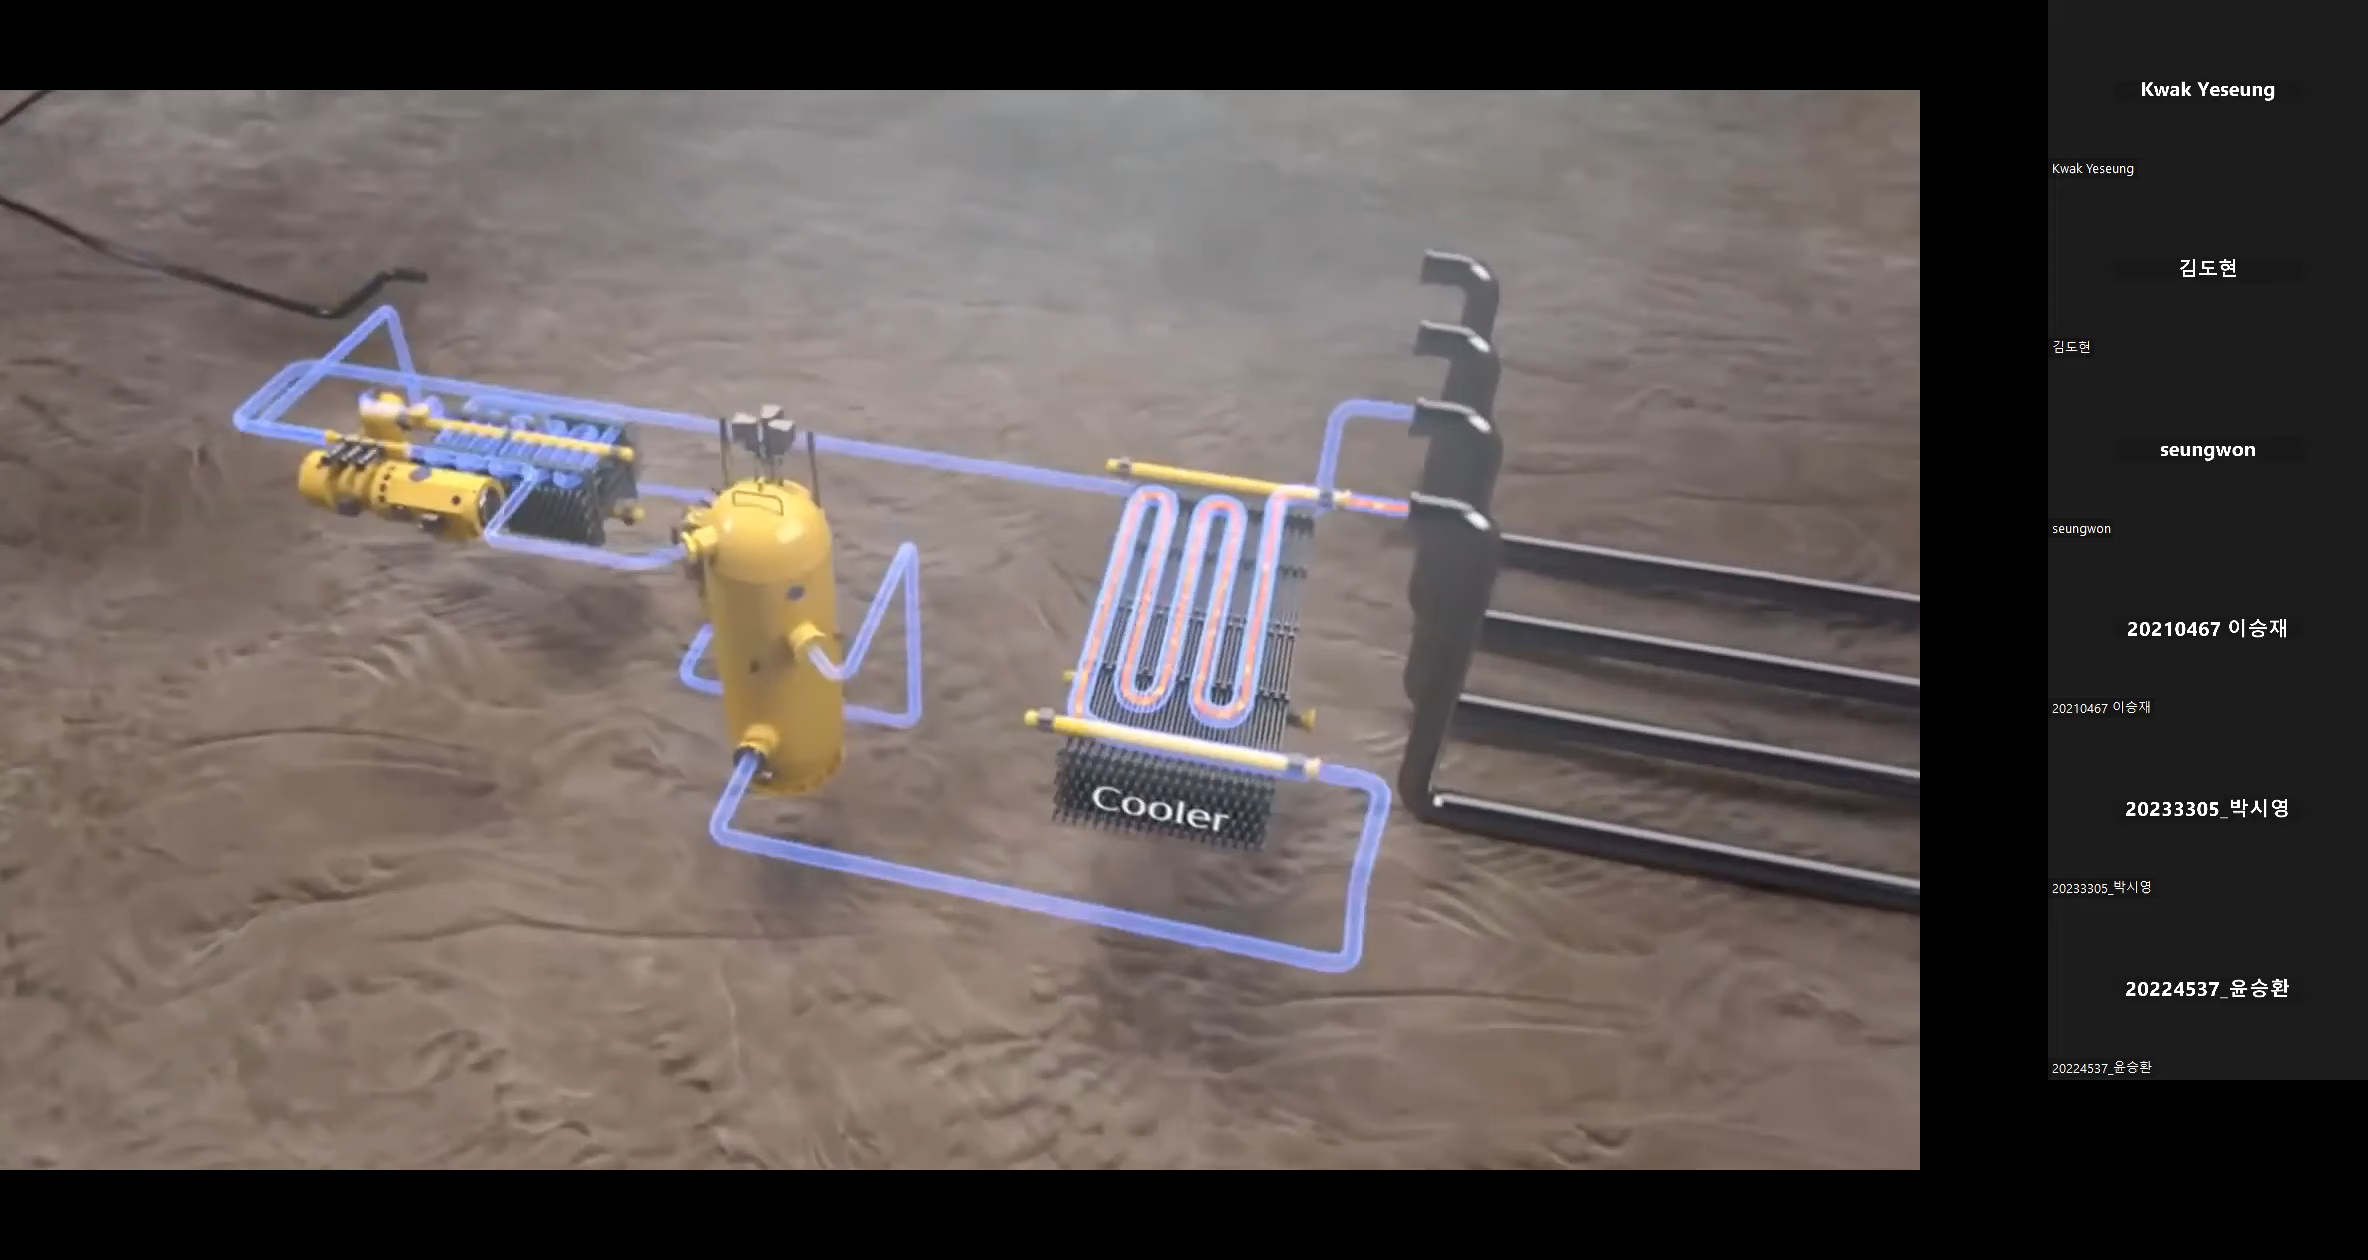 Cooler
Kwak Yeseung
Kwak Yeseung
김도현
김도현
seungwon
seungwon
20210467 이승재
20210467 이승재
20233305_박시영
20233305_박시영
20224537_윤승환
20224537_윤승환